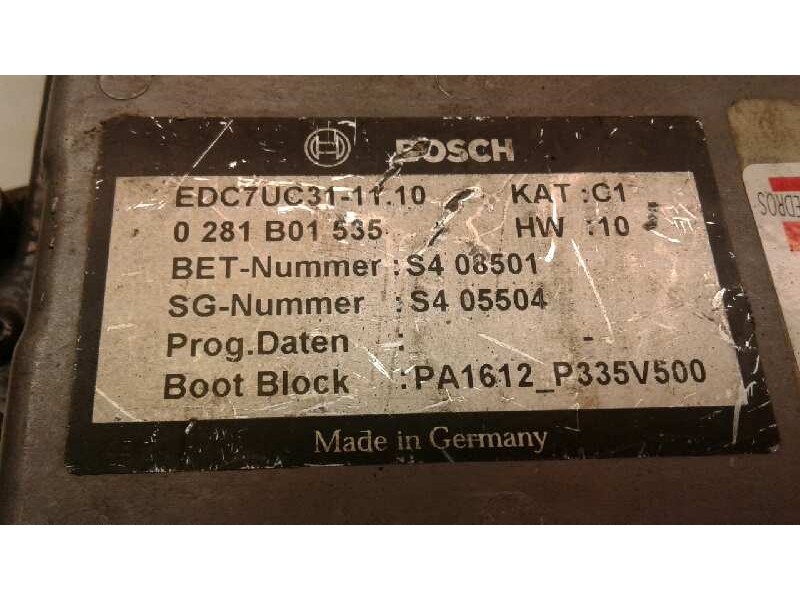 BOSCH
EDC7UC31-11.10 KAT :C1
0 281 B01 535 HW :10
BET-Nummer :S4 08501
SG-Nummer :S4 05504
Prog.Daten : -
Boot Block :PA1612_P335V500
Made in Germany
EDROS